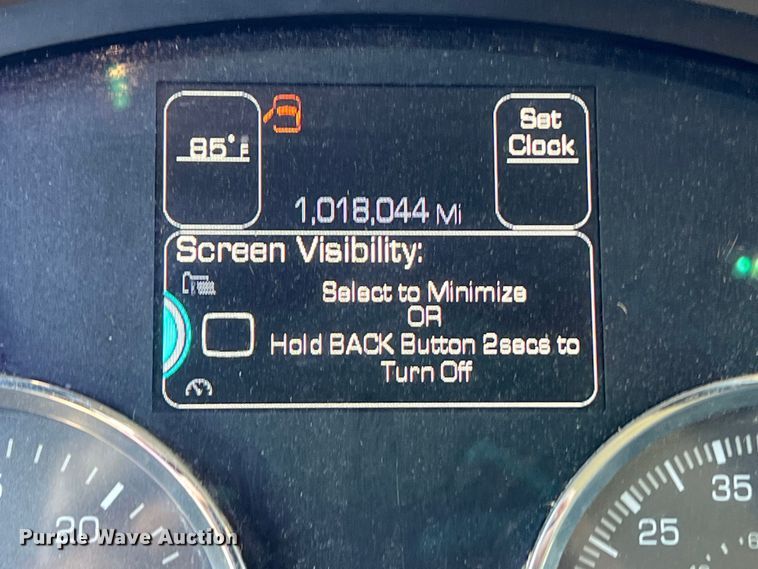 85° F
Set
Clock
1,018,044 Mi
Screen Visibility:
Select to Minimize
OR
Hold BACK Button 2secs to
Turn Off
20
25
35
Purple Wave Auction